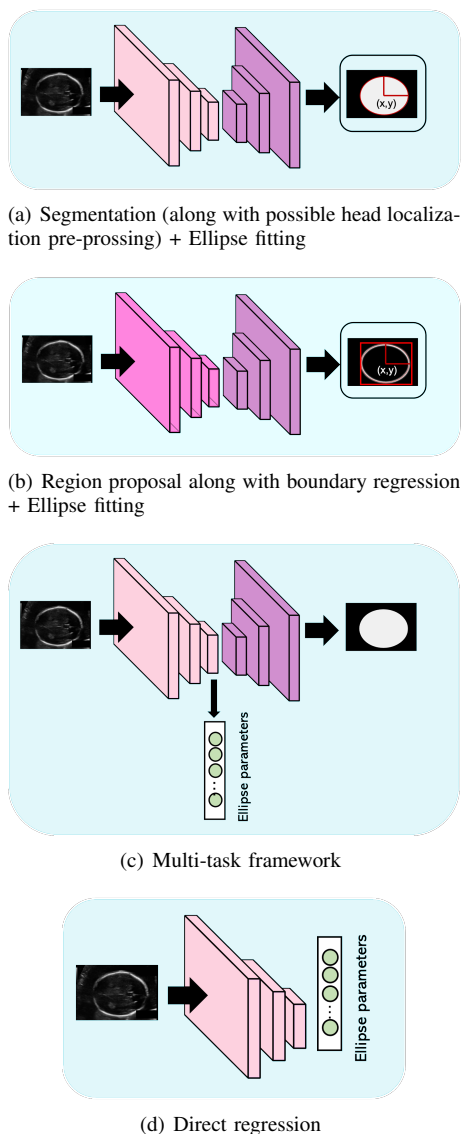 (x,y)
(a) Segmentation (along with possible head localiza-
tion pre-prossing) + Ellipse fitting
(x,y)
(b) Region proposal along with boundary regression
+ Ellipse fitting
Ellipse parameters
(c) Multi-task framework
Ellipse parameters
(d) Direct regression